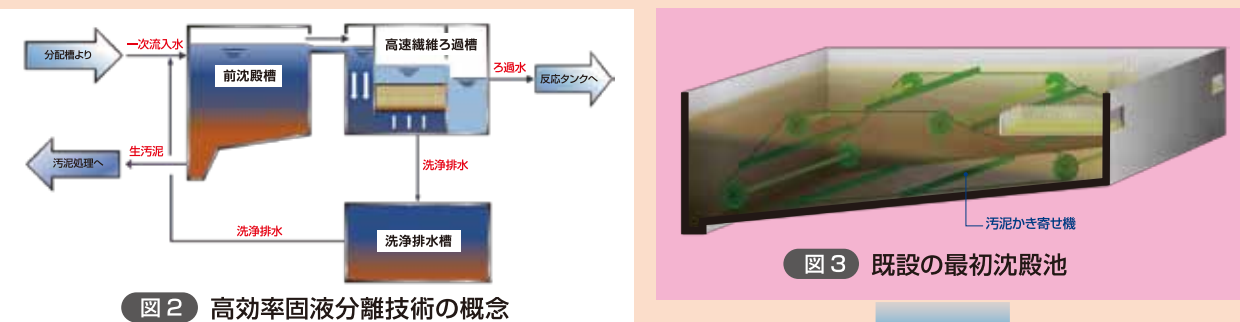 分配槽より
一次流入水
前沈殿槽
高速繊維ろ過槽
ろ過水
反応タンクへ
汚泥処理へ
生汚泥
洗浄排水
洗浄排水
洗浄排水槽
図2 高効率固液分離技術の概念
汚泥かき寄せ機
図3 既設の最初沈殿池